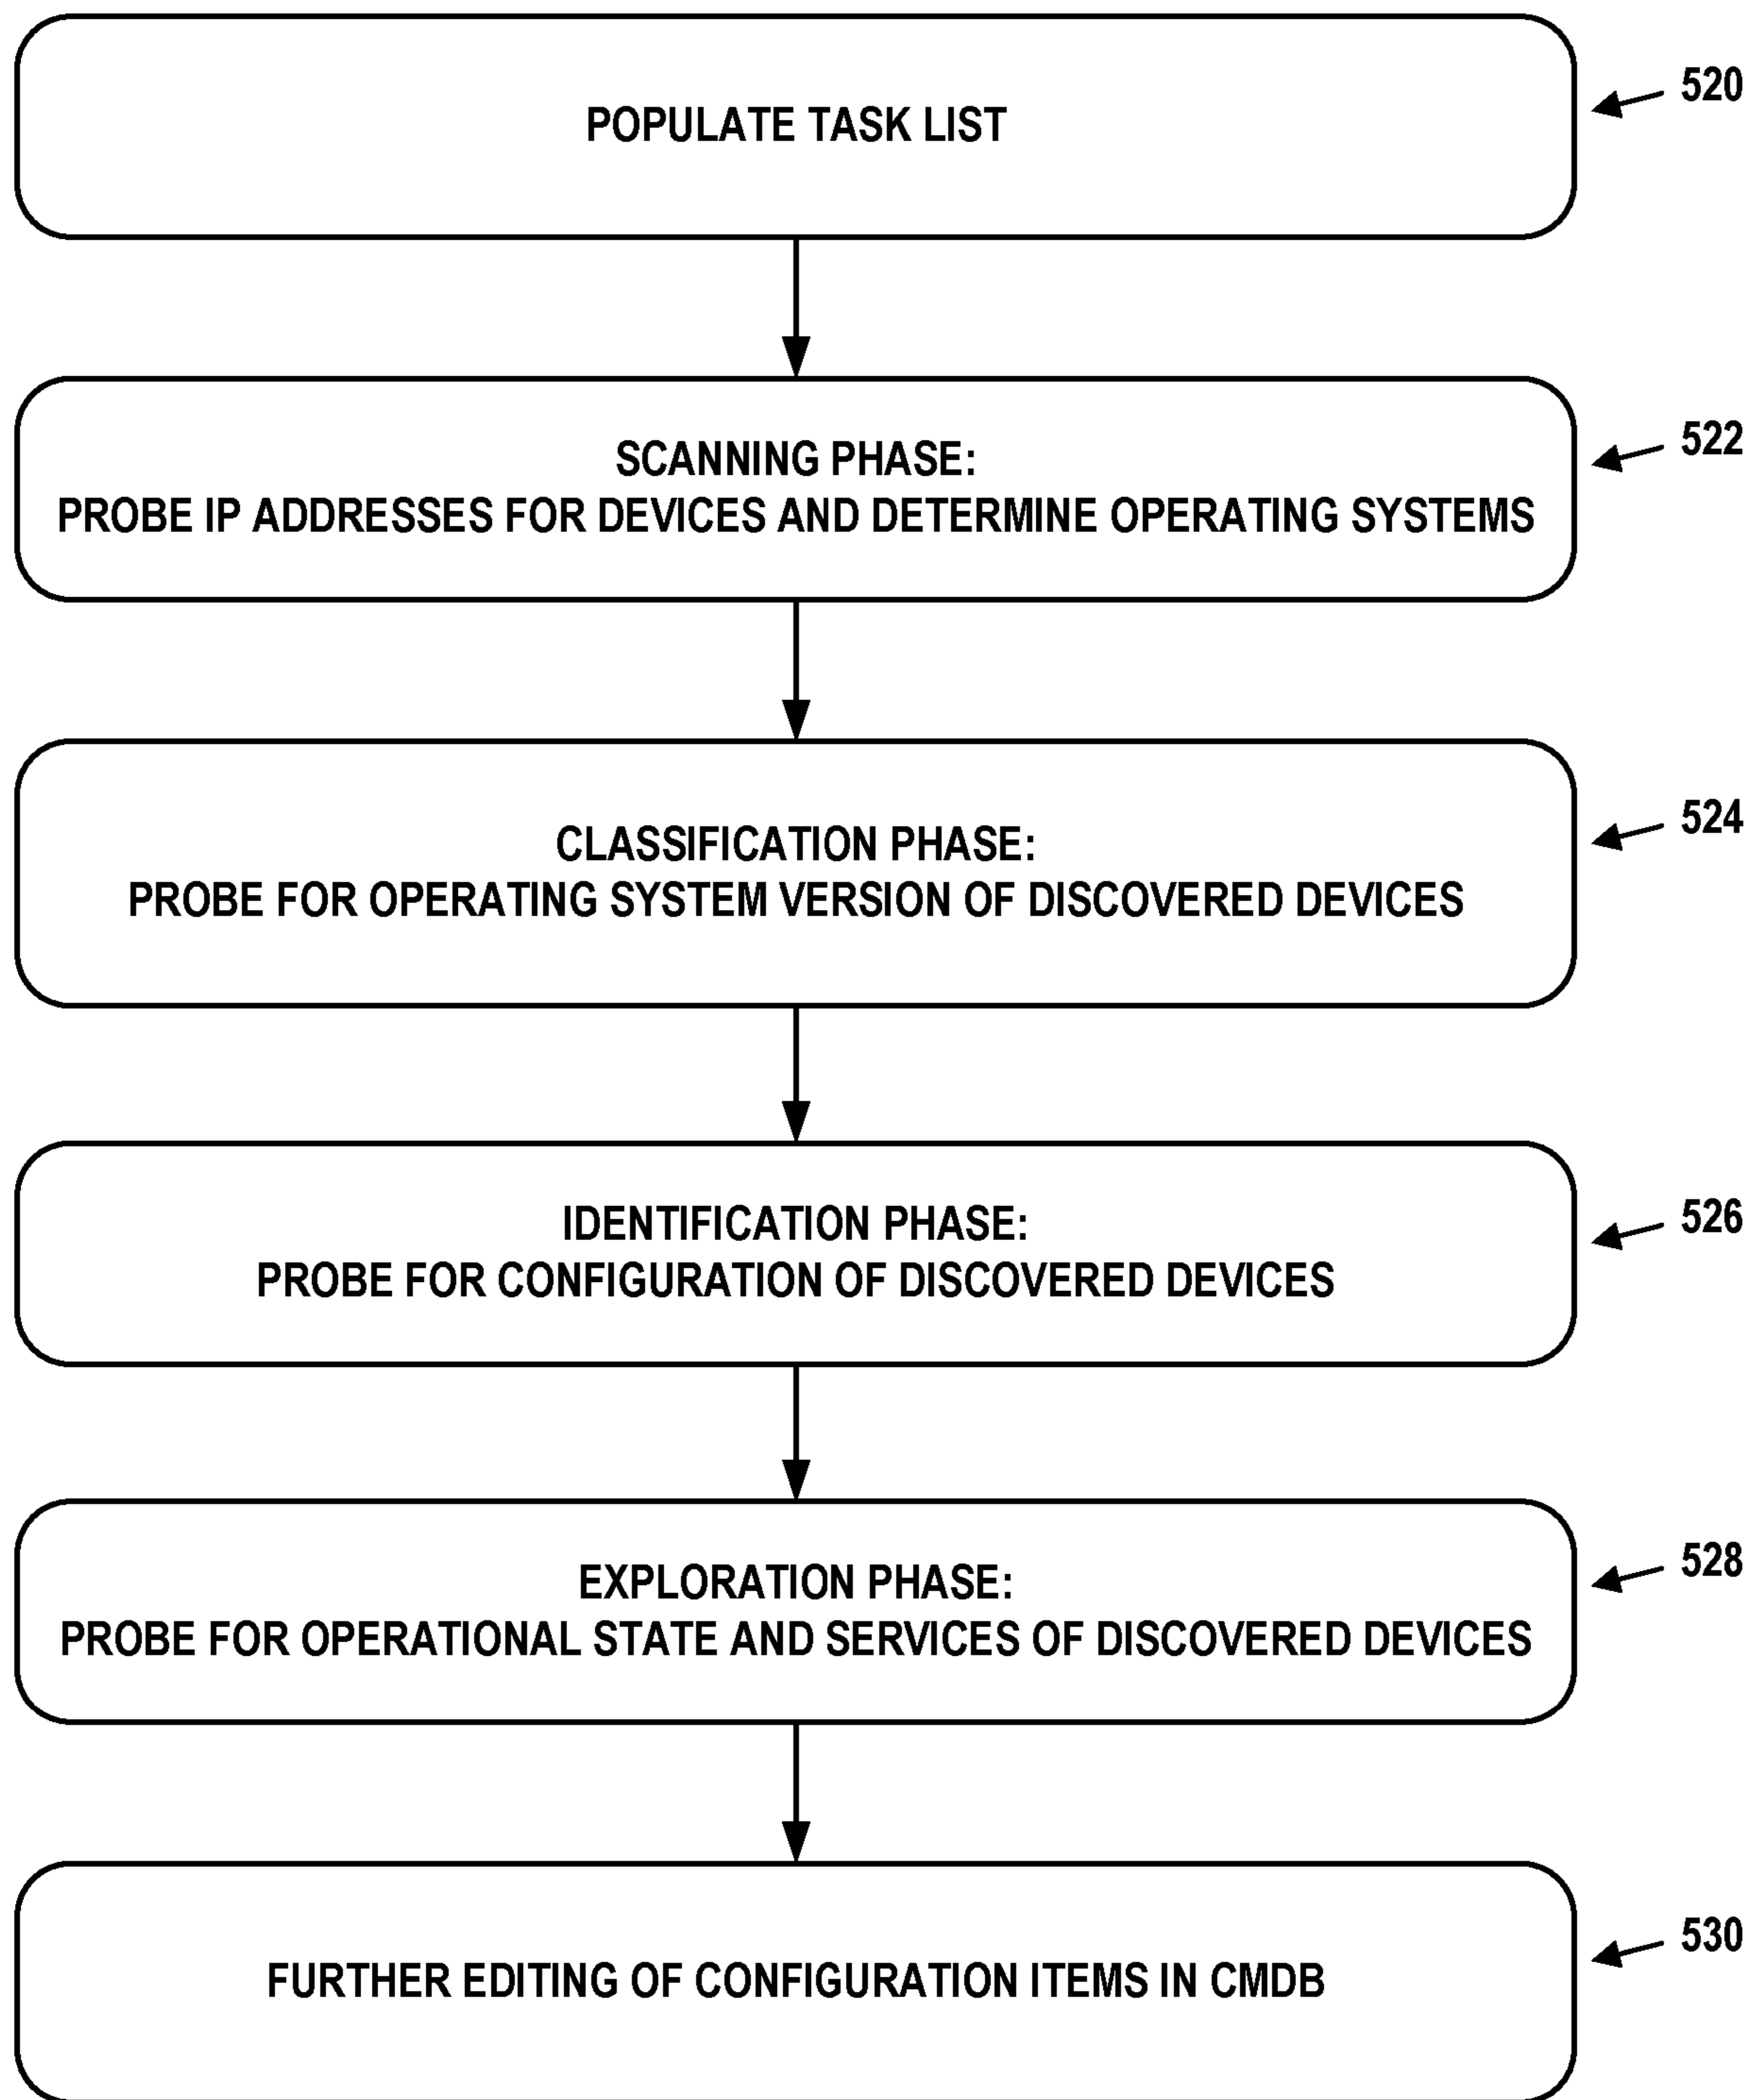 POPULATE TASK LIST
520
SCANNING PHASE:
PROBE IP ADDRESSES FOR DEVICES AND DETERMINE OPERATING SYSTEMS
522
CLASSIFICATION PHASE:
PROBE FOR OPERATING SYSTEM VERSION OF DISCOVERED DEVICES
524
IDENTIFICATION PHASE:
PROBE FOR CONFIGURATION OF DISCOVERED DEVICES
526
EXPLORATION PHASE:
PROBE FOR OPERATIONAL STATE AND SERVICES OF DISCOVERED DEVICES
528
FURTHER EDITING OF CONFIGURATION ITEMS IN CMDB
530